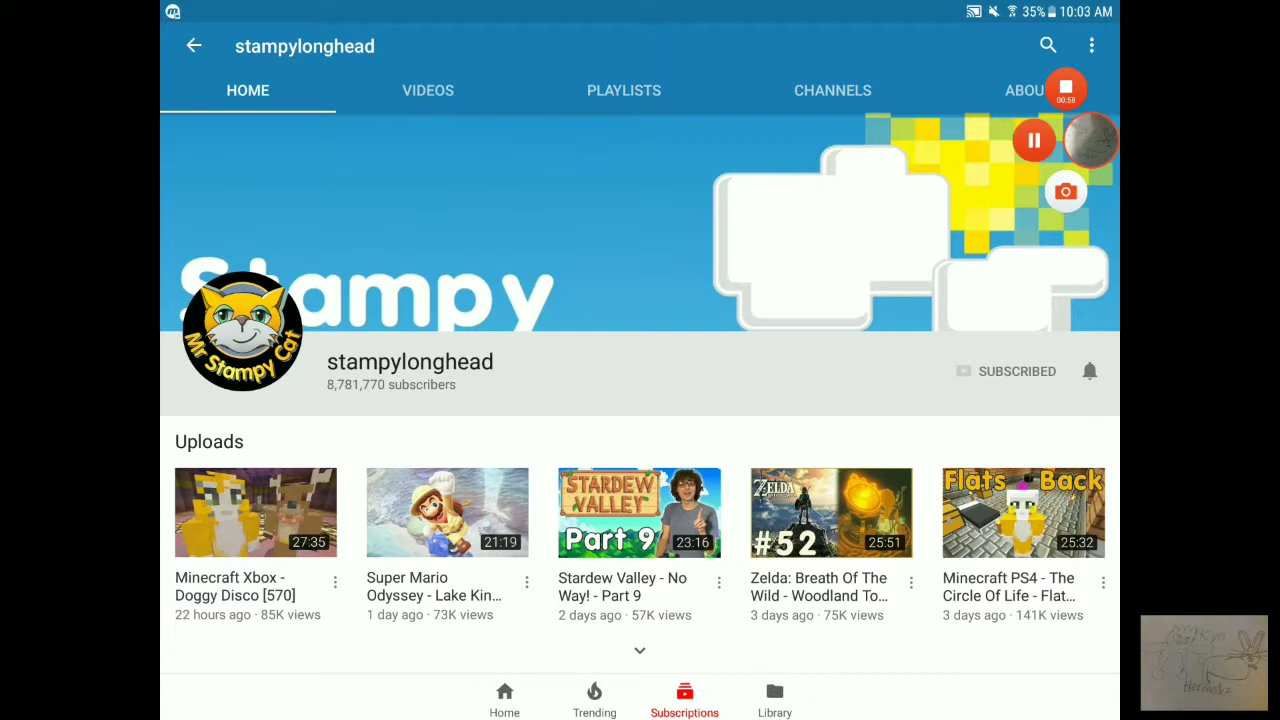 35% 10:03 AM
stampylonghead
HOME VIDEOS PLAYLISTS CHANNELS ABOU
00:58
Stampy
Mr Stampy Cat
stampylonghead
8,781,770 subscribers
SUBSCRIBED
Uploads
27:35
21:19
STARDEW
VALLEY
Part 9
23:16
ZELDA
#52
25:51
Flats Back
25:32
Minecraft Xbox -
Doggy Disco [570]
22 hours ago · 85K views
Super Mario
Odyssey - Lake Kin...
1 day ago · 73K views
Stardew Valley - No
Way! - Part 9
2 days ago · 57K views
Zelda: Breath Of The
Wild - Woodland To...
3 days ago · 75K views
Minecraft PS4 - The
Circle Of Life - Flat...
3 days ago · 141K views
Home Trending Subscriptions Library
Kyn
Hernandez